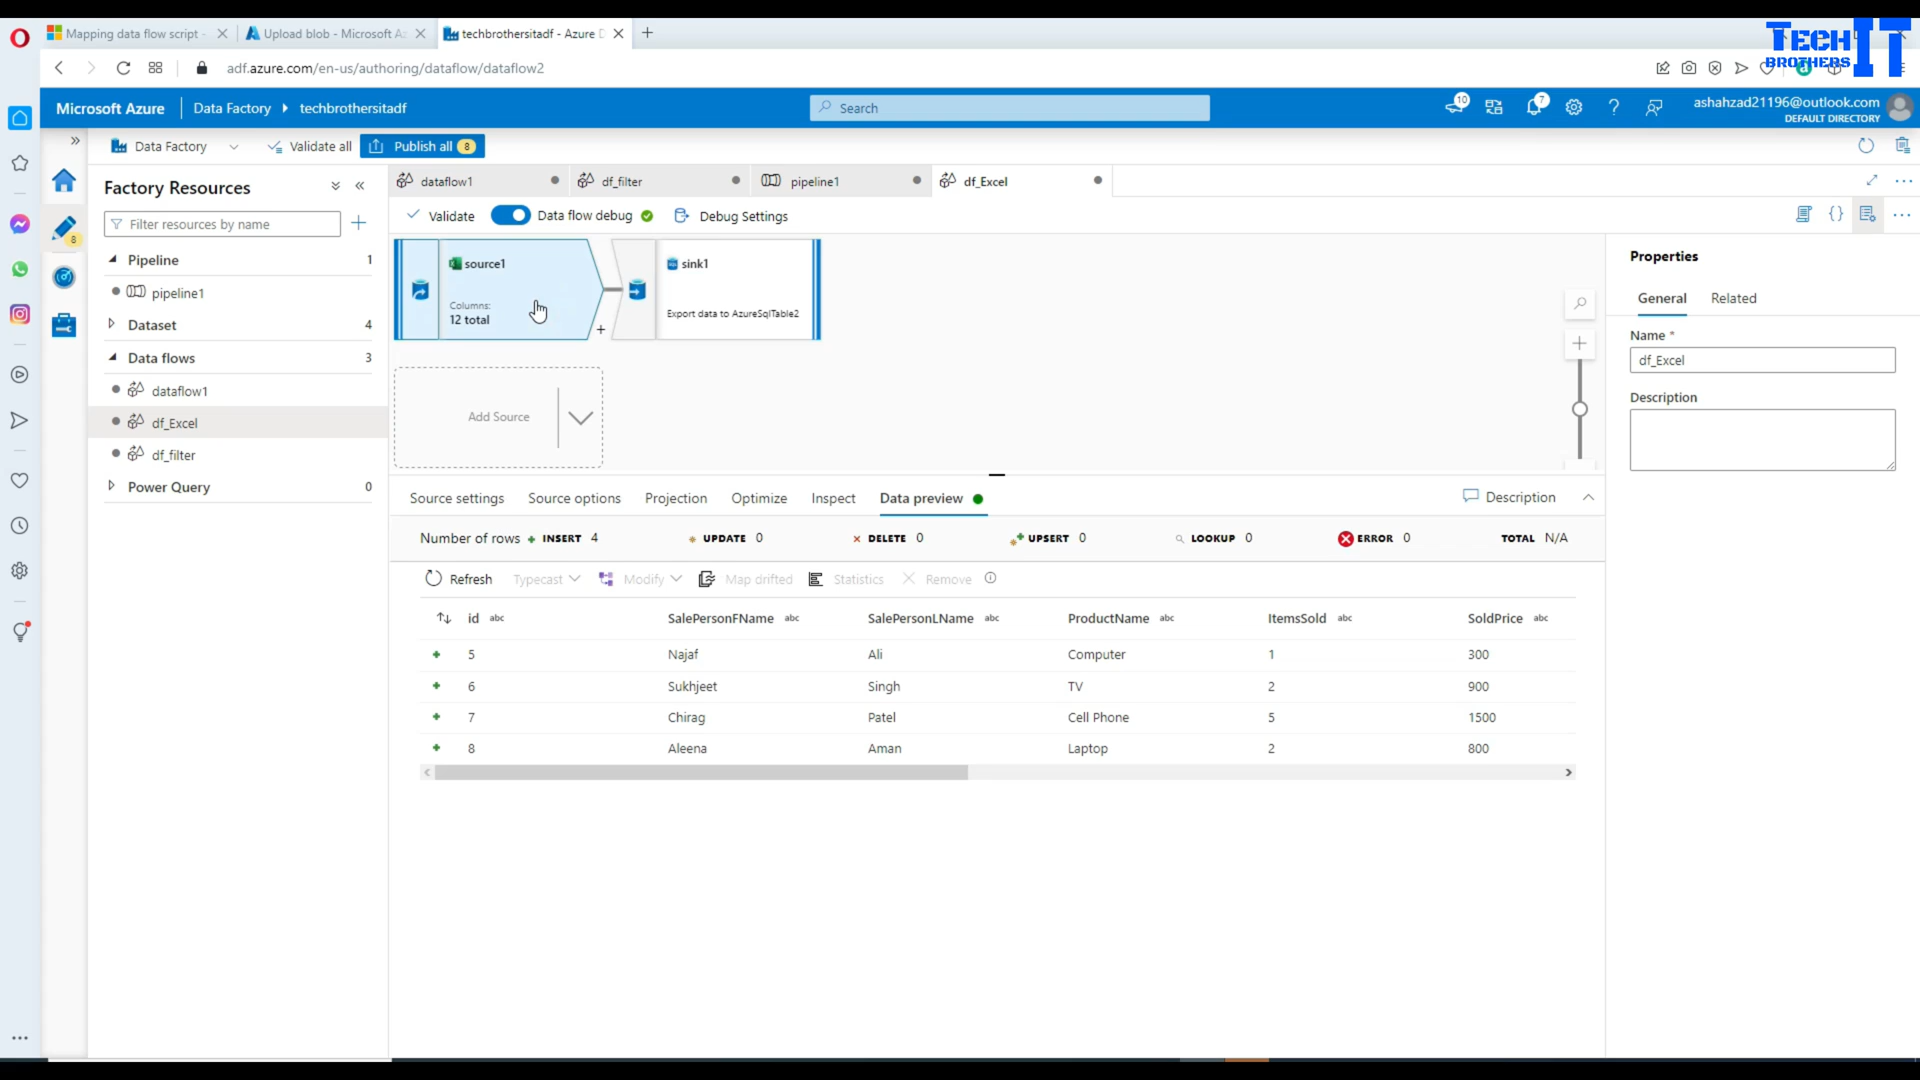 Mapping data flow script -
Upload blob - Microsoft Az
techbrothersitadf - Azure D
TECH IT
BROTHERS
adf.azure.com/en-us/authoring/dataflow/dataflow2
Microsoft Azure
Data Factory
techbrothersitadf
Search
10
7
ashahzad21196@outlook.com
DEFAULT DIRECTORY
Data Factory
Validate all
Publish all 8
Factory Resources
dataflow1
df_filter
pipeline1
df_Excel
Filter resources by name
8
Validate
Data flow debug
Debug Settings
Pipeline 1
pipeline1
Dataset 4
Data flows 3
dataflow1
df_Excel
df_filter
Power Query 0
source1
Columns:
12 total
+
sink1
Export data to AzureSqlTable2
Add Source
Properties
General
Related
Name *
df_Excel
Description
Source settings
Source options
Projection
Optimize
Inspect
Data preview
Description
Number of rows + INSERT 4
UPDATE 0
DELETE 0
UPSERT 0
LOOKUP 0
ERROR 0
TOTAL N/A
Refresh
Typecast
Modify
Map drifted
Statistics
Remove
id abc SalePersonFName abc SalePersonLName abc ProductName abc ItemsSold abc SoldPrice abc
5 Najaf Ali Computer 1 300
6 Sukhjeet Singh TV 2 900
7 Chirag Patel Cell Phone 5 1500
8 Aleena Aman Laptop 2 800